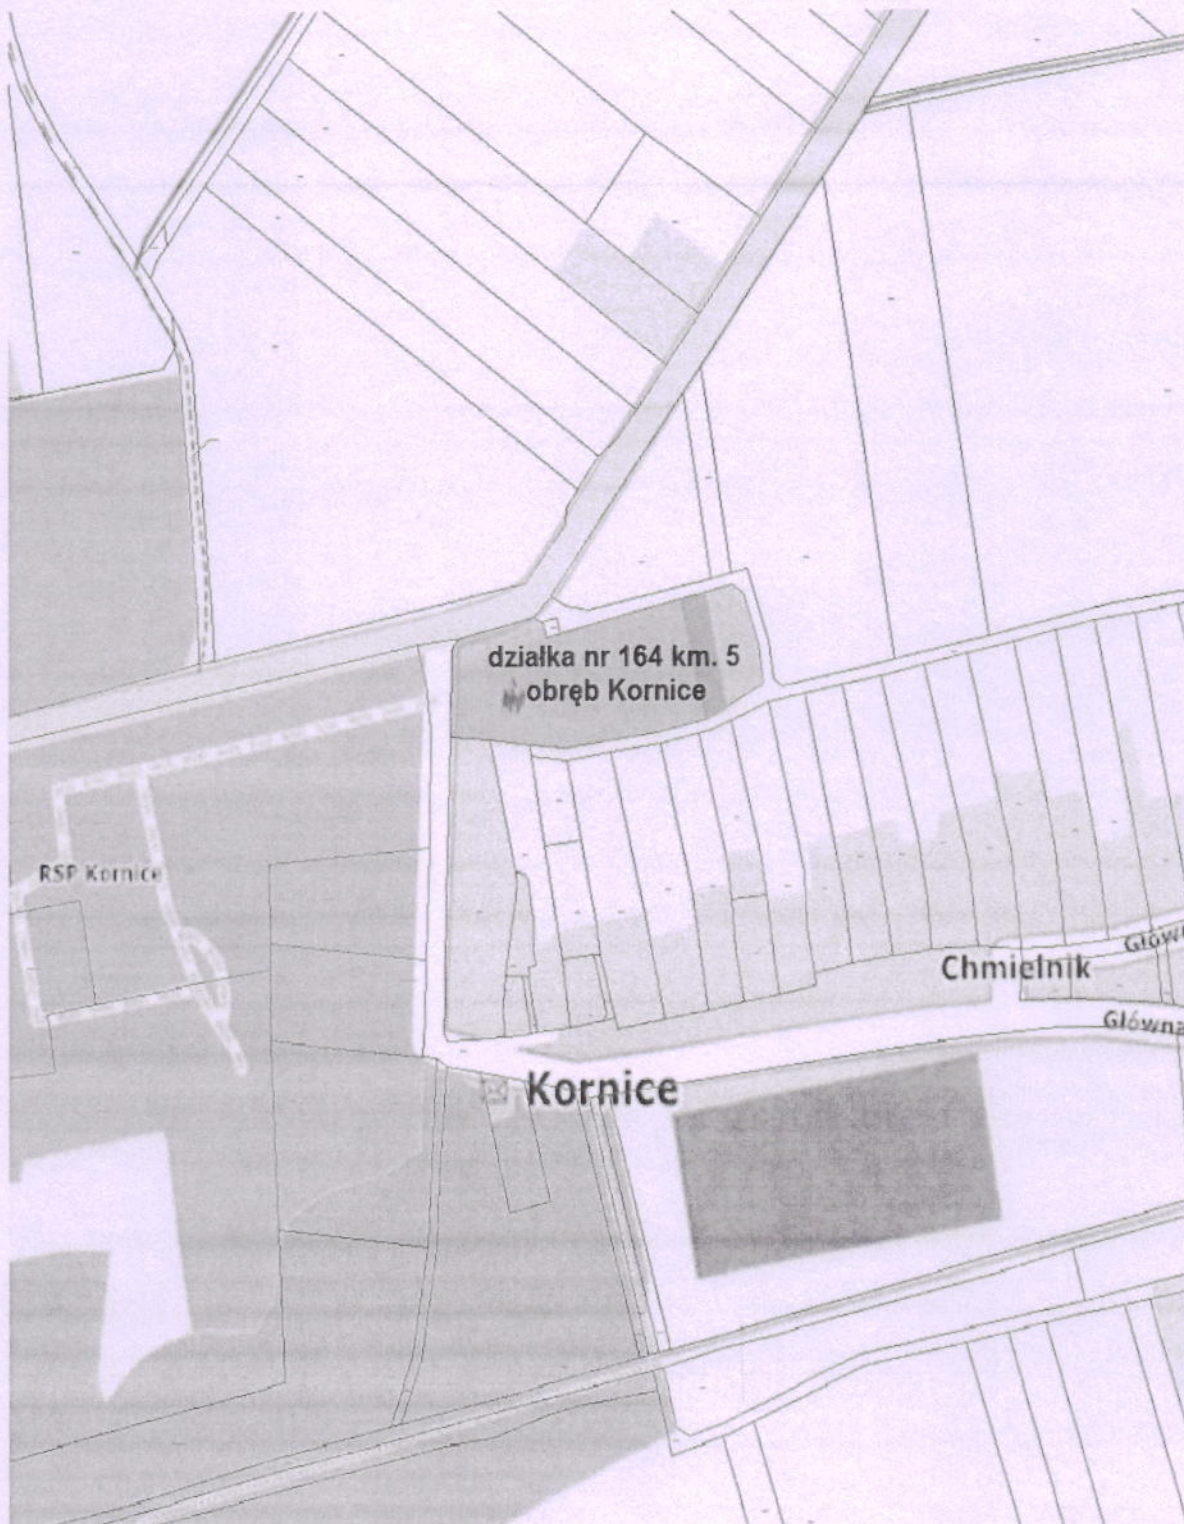 działka nr 164 km. 5
obręb Kornice
RSP Kornice
Chmielnik
Główna
Kornice